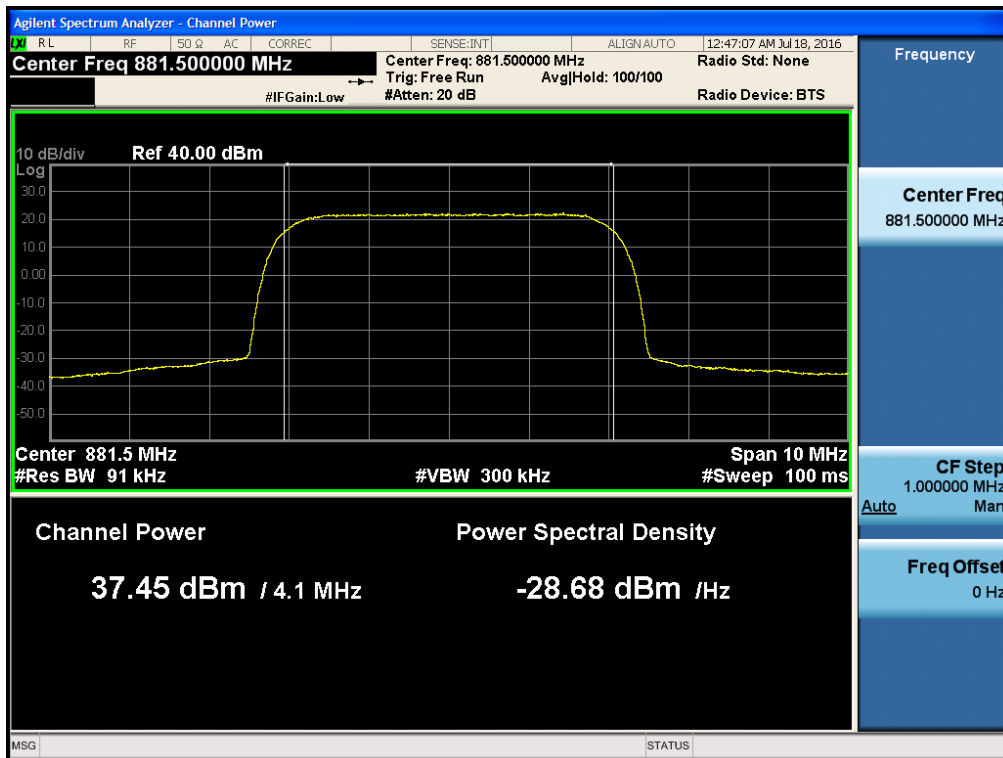 Agilent Spectrum Analyzer - Channel Power
LXI RL RF 50 Ω AC CORREC SENSE:INT ALIGN AUTO 12:47:07 AM Jul 18, 2016
Center Freq 881.500000 MHz
Center Freq: 881.500000 MHz
Radio Std: None
Trig: Free Run Avg|Hold: 100/100
#IFGain:Low
#Atten: 20 dB
Radio Device: BTS
10 dB/div Ref 40.00 dBm
Log
30.0
20.0
10.0
0.00
-10.0
-20.0
-30.0
-40.0
-50.0
Center 881.5 MHz Span 10 MHz
#Res BW 91 kHz #VBW 300 kHz #Sweep 100 ms
Channel Power Power Spectral Density
37.45 dBm / 4.1 MHz -28.68 dBm /Hz
MSG STATUS
Frequency
Center Freq
881.500000 MHz
CF Step
1.000000 MHz
Auto Man
Freq Offset
0 Hz